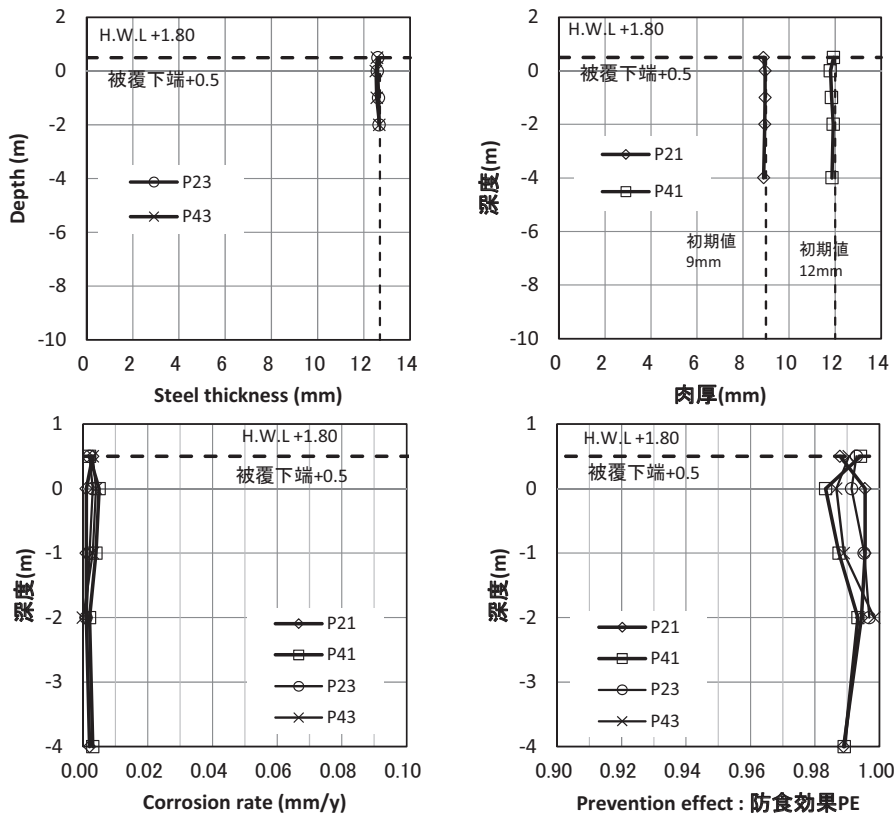 2
0
-2
-4
-6
-8
-10
Depth (m)
H.W.L +1.80
被覆下端+0.5
P23
P43
0 2 4 6 8 10 12 14
Steel thickness (mm)
2
0
-2
-4
-6
-8
-10
深度(m)
H.W.L +1.80
被覆下端+0.5
P21
P41
初期値
9mm
初期値
12mm
0 2 4 6 8 10 12 14
肉厚(mm)
1
0
-1
-2
-3
-4
深度(m)
H.W.L +1.80
被覆下端+0.5
P21
P41
P23
P43
0.00 0.02 0.04 0.06 0.08 0.10
Corrosion rate (mm/y)
1
0
-1
-2
-3
-4
深度(m)
H.W.L +1.80
被覆下端+0.5
P21
P41
P23
P43
0.90 0.92 0.94 0.96 0.98 1.00
Prevention effect : 防食効果PE